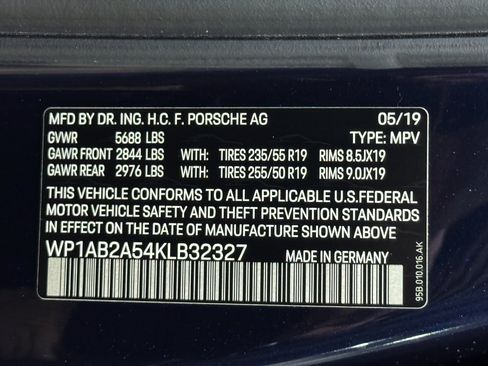 MFD BY DR. ING. H.C. F. PORSCHE AG 05/19
GVWR 5688 LBS TYPE: MPV
GAWR FRONT 2844 LBS WITH: TIRES 235/55 R19 RIMS 8.5JX19
GAWR REAR 2976 LBS WITH: TIRES 255/50 R19 RIMS 9.0JX19
THIS VEHICLE CONFORMS TO ALL APPLICABLE U.S.FEDERAL
MOTOR VEHICLE SAFETY AND THEFT PREVENTION STANDARDS
IN EFFECT ON THE DATE OF MANUFACTURE SHOWN ABOVE
WP1AB2A54KLB32327 MADE IN GERMANY
95B.010.016.AK